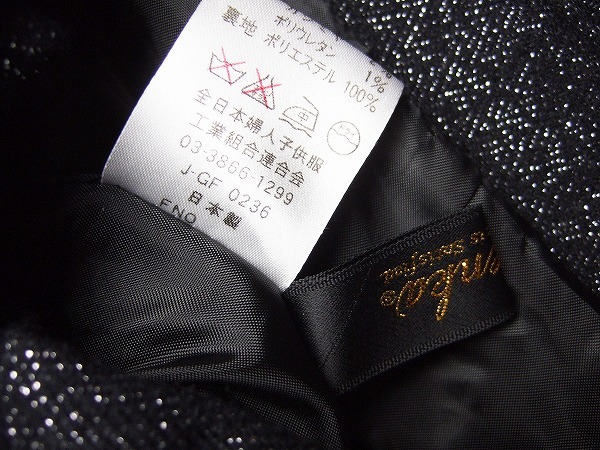 ポリウレタン 1%
裏地 ポリエステル 100%
全日本婦人子供服
工業組合連合会
03-3866-1299
J-GF 0236
日本製